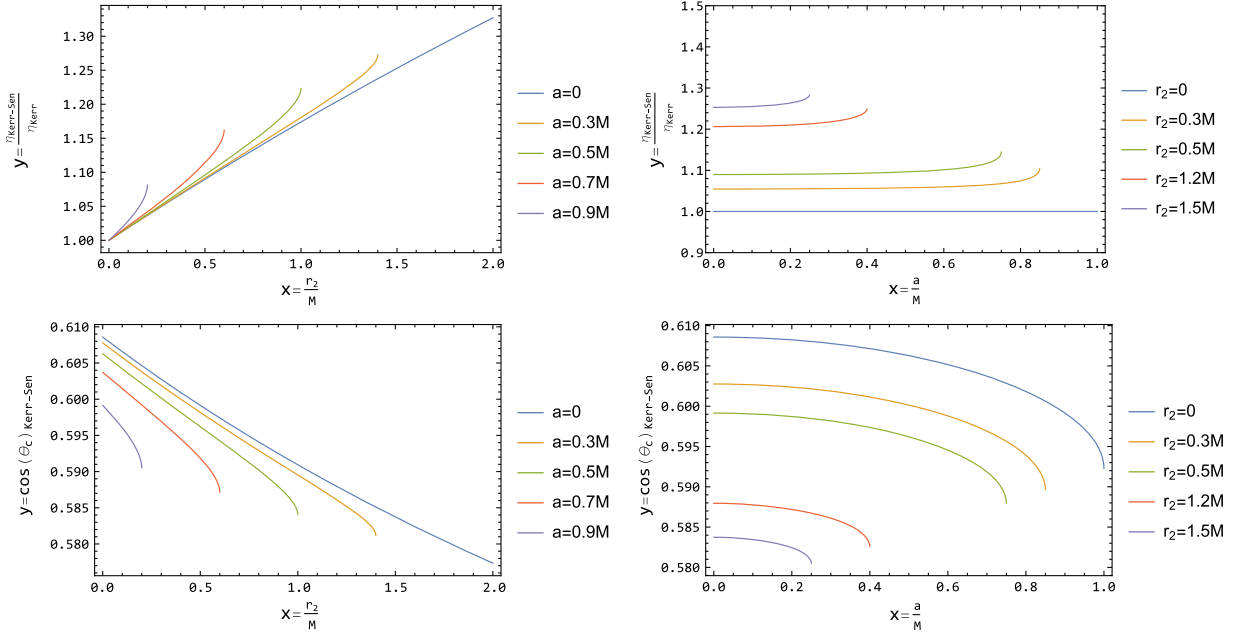 y=η_Kerr-Sen/η_Kerr
1.30
1.25
1.20
1.15
1.10
1.05
1.00
0.0 0.5 1.0 1.5 2.0
x=r₂/M
a=0
a=0.3M
a=0.5M
a=0.7M
a=0.9M
y=η_Kerr-Sen/η_Kerr
1.5
1.4
1.3
1.2
1.1
1.0
0.9
0.0 0.2 0.4 0.6 0.8 1.0
x=a/M
r₂=0
r₂=0.3M
r₂=0.5M
r₂=1.2M
r₂=1.5M
y=cos(Θ_c)_Kerr-Sen
0.610
0.605
0.600
0.595
0.590
0.585
0.580
0.0 0.5 1.0 1.5 2.0
x=r₂/M
a=0
a=0.3M
a=0.5M
a=0.7M
a=0.9M
y=cos(Θ_c)_Kerr-Sen
0.610
0.605
0.600
0.595
0.590
0.585
0.580
0.0 0.2 0.4 0.6 0.8 1.0
x=a/M
r₂=0
r₂=0.3M
r₂=0.5M
r₂=1.2M
r₂=1.5M